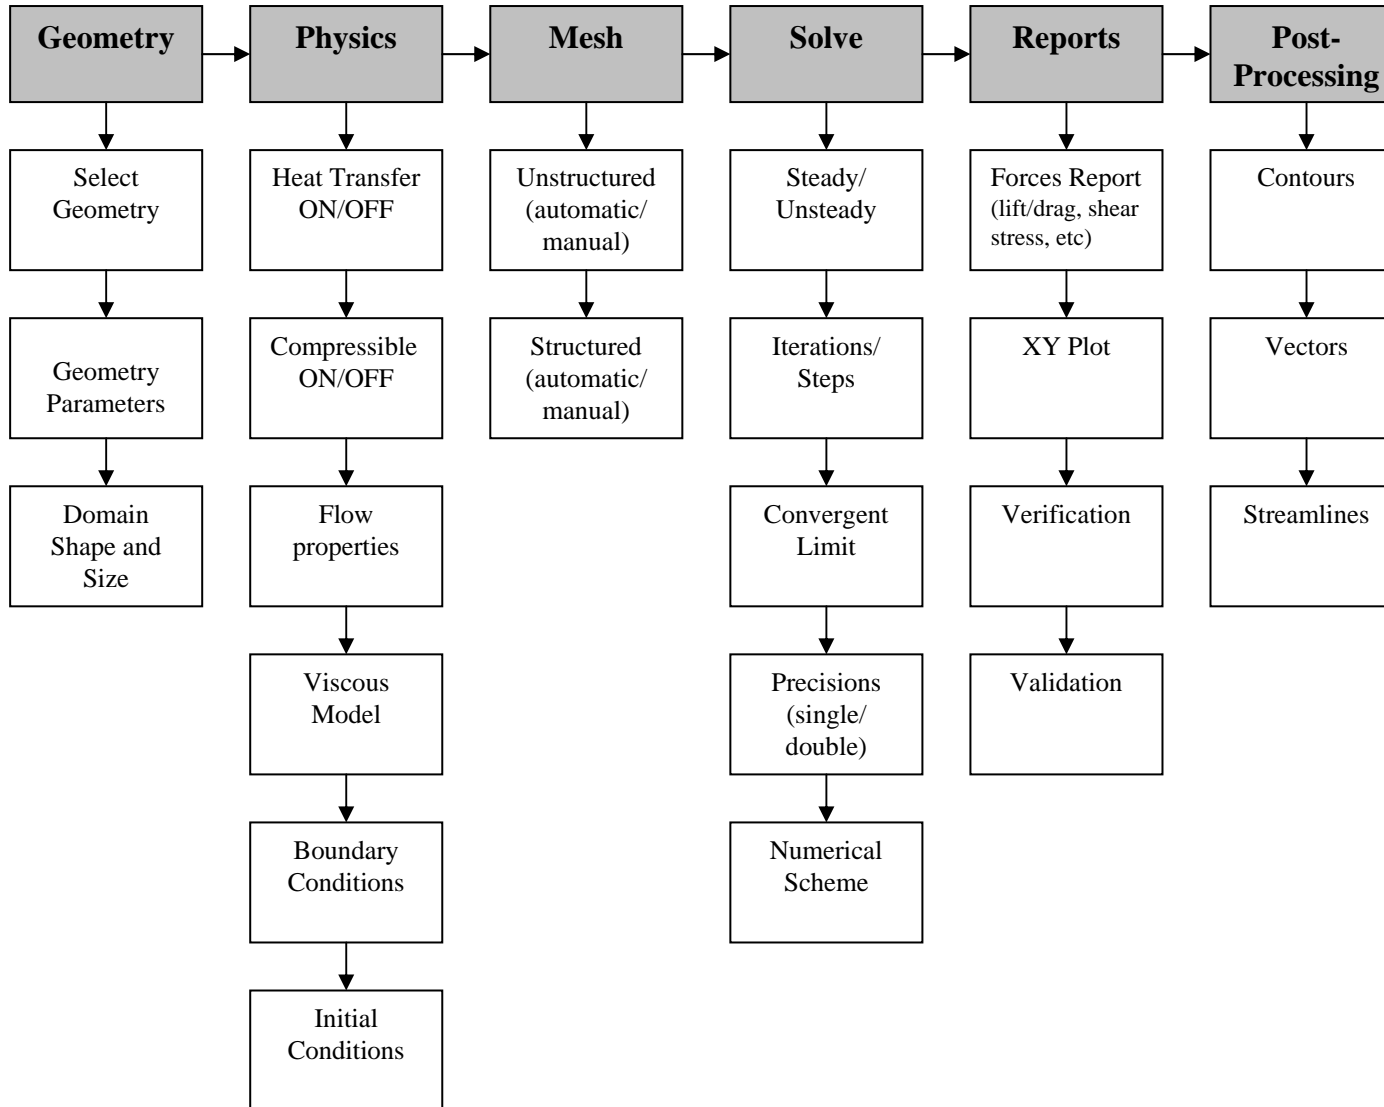 Geometry
Physics
Mesh
Solve
Reports
Post-
Processing
Select
Geometry
Geometry
Parameters
Domain
Shape and
Size
Heat Transfer
ON/OFF
Compressible
ON/OFF
Flow
properties
Viscous
Model
Boundary
Conditions
Initial
Conditions
Unstructured
(automatic/
manual)
Structured
(automatic/
manual)
Steady/
Unsteady
Iterations/
Steps
Convergent
Limit
Precisions
(single/
double)
Numerical
Scheme
Forces Report
(lift/drag, shear
stress, etc)
XY Plot
Verification
Validation
Contours
Vectors
Streamlines